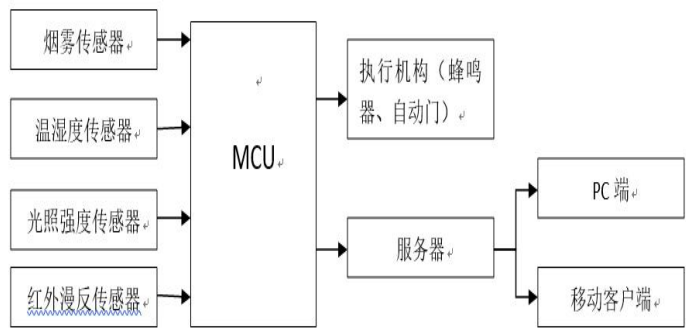 烟雾传感器
温湿度传感器
光照强度传感器
红外漫反传感器
MCU
执行机构（蜂鸣
器、自动门）
服务器
PC 端
移动客户端